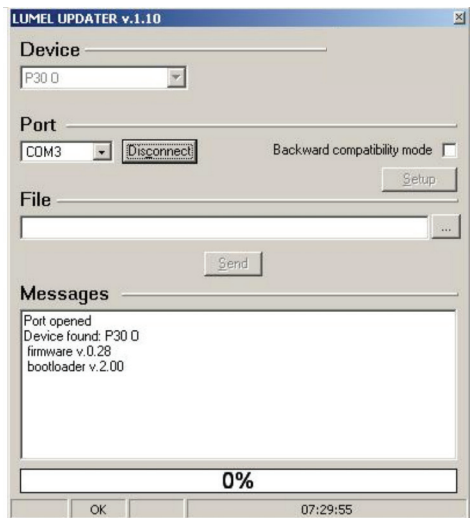 LUMEL UPDATER v.1.10
Device
P30 O
Port
COM3
Disconnect
Backward compatibility mode
Setup
File
...
Send
Messages
Port opened
Device found: P30 O
firmware v.0.28
bootloader v.2.00
0%
OK
07:29:55